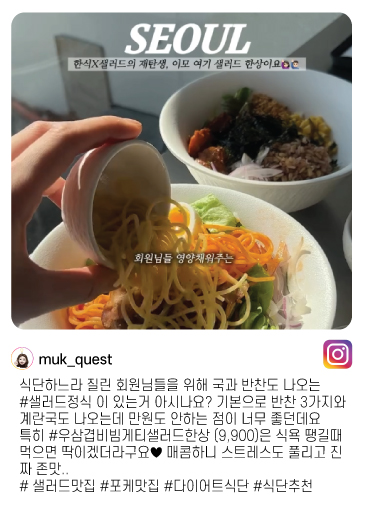 SEOUL
한식X샐러드의 재탄생, 이모 여기 샐러드 한상이요
회원님들 영양채워주는
muk_quest
식단하느라 질린 회원님들을 위해 국과 반찬도 나오는
#샐러드정식 이 있는거 아시나요? 기본으로 반찬 3가지와
계란국도 나오는데 만원도 안하는 점이 너무 좋던데요
특히 #우삼겹비빔게티샐러드한상 (9,900)은 식욕 땡길때
먹으면 딱이겠더라구요♥ 매콤하니 스트레스도 풀리고 진
짜 존맛..
# 샐러드맛집 #포케맛집 #다이어트식단 #식단추천